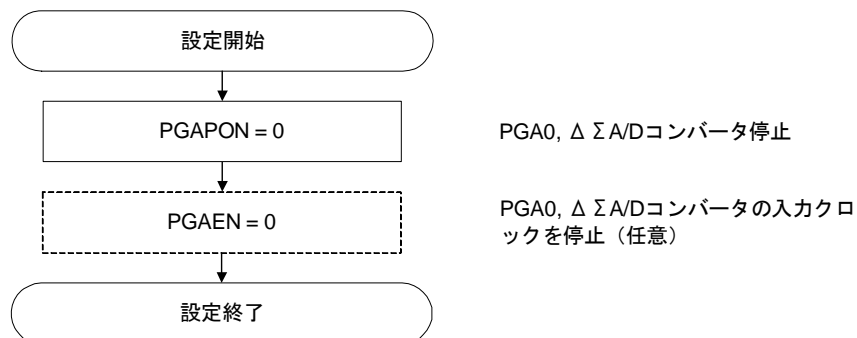 設定開始
PGAPON = 0
PGA0, Δ Σ A/Dコンバータ停止
PGAEN = 0
PGA0, Δ Σ A/Dコンバータの入力クロ
ックを停止（任意）
設定終了